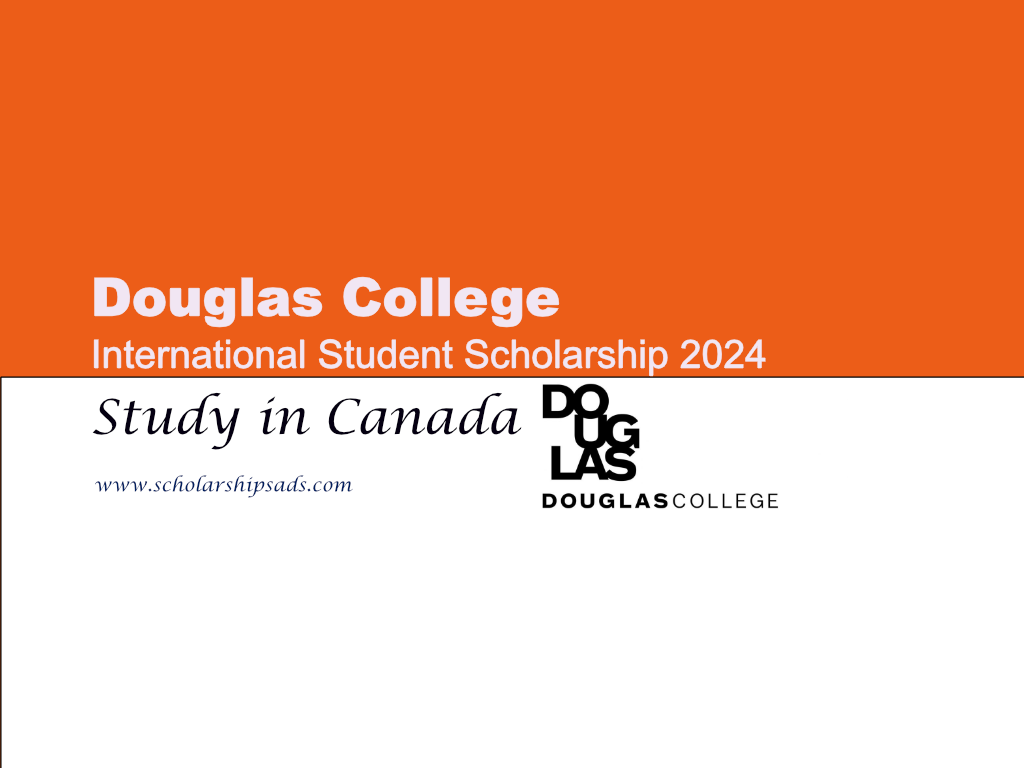 Douglas College
International Student Scholarship 2024
Study in Canada
www.scholarshipsads.com
DO
UG
LAS
DOUGLASCOLLEGE